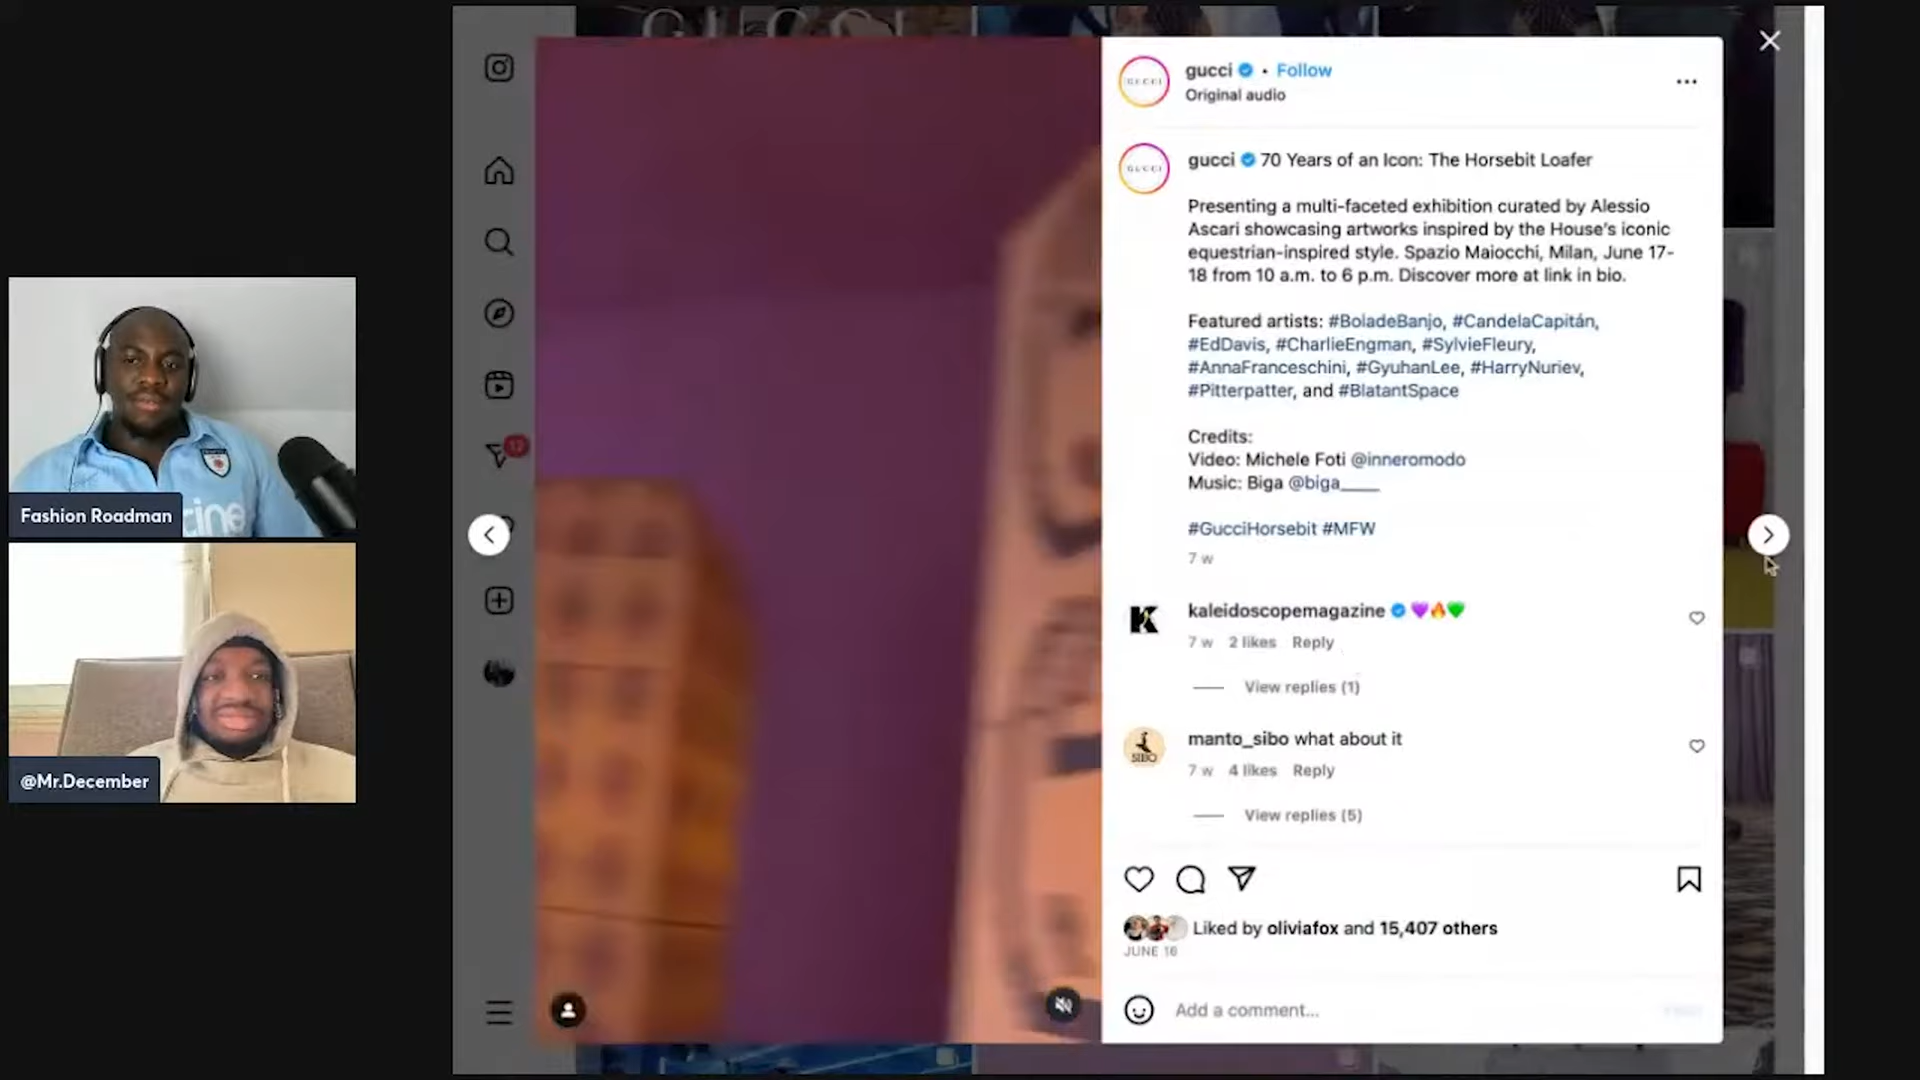 GUCCI
gucci • Follow
Original audio
gucci 70 Years of an Icon: The Horsebit Loafer
Presenting a multi-faceted exhibition curated by Alessio
Ascari showcasing artworks inspired by the House's iconic
equestrian-inspired style. Spazio Maiocchi, Milan, June 17-
18 from 10 a.m. to 6 p.m. Discover more at link in bio.
Featured artists: #BoladeBanjo, #CandelaCapitán,
#EdDavis, #CharlieEngman, #SylvieFleury,
#AnnaFranceschini, #GyuhanLee, #HarryNuriev,
#Pitterpatter, and #BlatantSpace
Credits:
Video: Michele Foti @inneromodo
Music: Biga @biga____
#GucciHorsebit #MFW
7 w
kaleidoscopemagazine 💜🔥💚
7 w 2 likes Reply
View replies (1)
SIBO
manto_sibo what about it
7 w 4 likes Reply
View replies (5)
Liked by oliviafox and 15,407 others
JUNE 16
Add a comment...
12
Fashion Roadman
@Mr.December